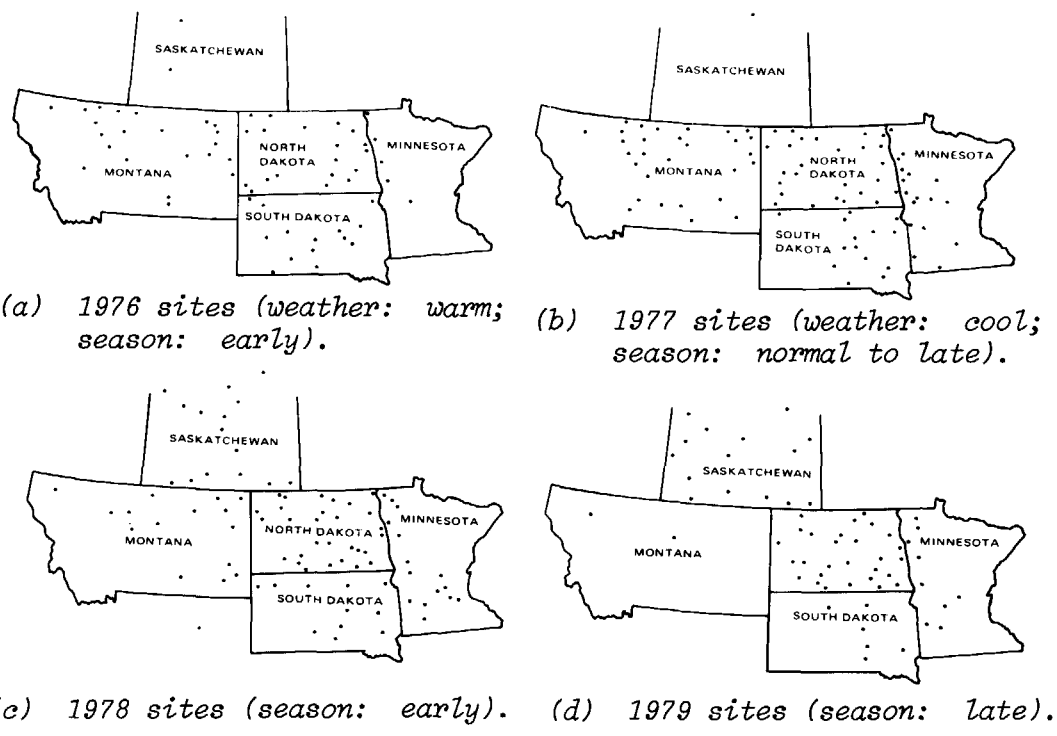 SASKATCHEWAN
MONTANA
NORTH
DAKOTA
MINNESOTA
SOUTH DAKOTA
(a) 1976 sites (weather: warm;
season: early).
SASKATCHEWAN
MONTANA
NORTH
DAKOTA
MINNESOTA
SOUTH
DAKOTA
(b) 1977 sites (weather: cool;
season: normal to late).
SASKATCHEWAN
MONTANA
NORTH DAKOTA
MINNESOTA
SOUTH DAKOTA
c) 1978 sites (season: early).
SASKATCHEWAN
MONTANA
MINNESOTA
SOUTH DAKOTA
(d) 1979 sites (season: late).